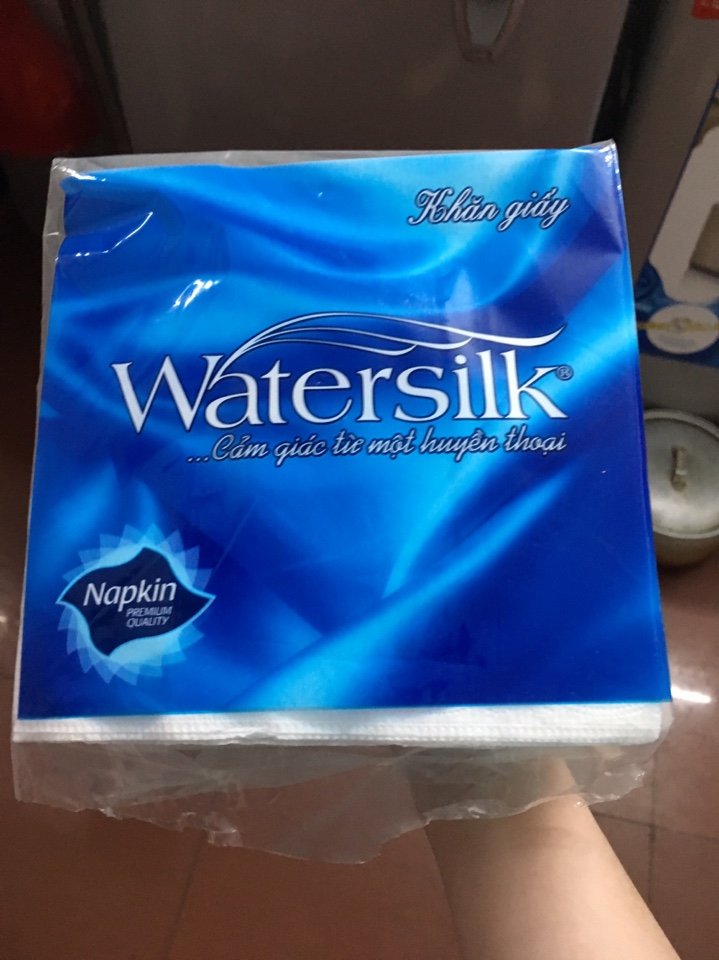 Khăn giấy
Watersilk®
...Cảm giác từ một huyền thoại
Napkin
PREMIUM
QUALITY